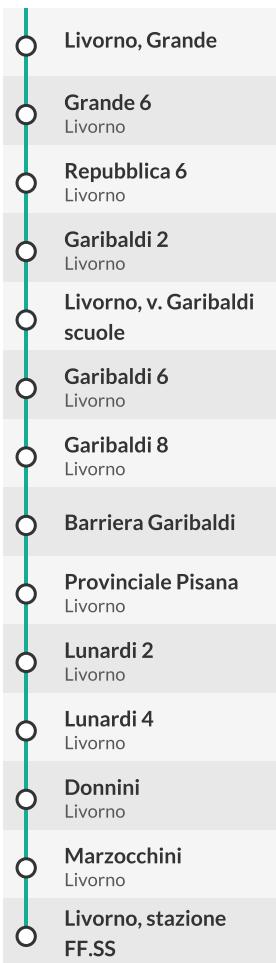 Livorno, Grande
Grande 6
Livorno
Repubblica 6
Livorno
Garibaldi 2
Livorno
Livorno, v. Garibaldi
scuole
Garibaldi 6
Livorno
Garibaldi 8
Livorno
Barriera Garibaldi
Provinciale Pisana
Livorno
Lunardi 2
Livorno
Lunardi 4
Livorno
Donnini
Livorno
Marzocchini
Livorno
Livorno, stazione
FF.SS